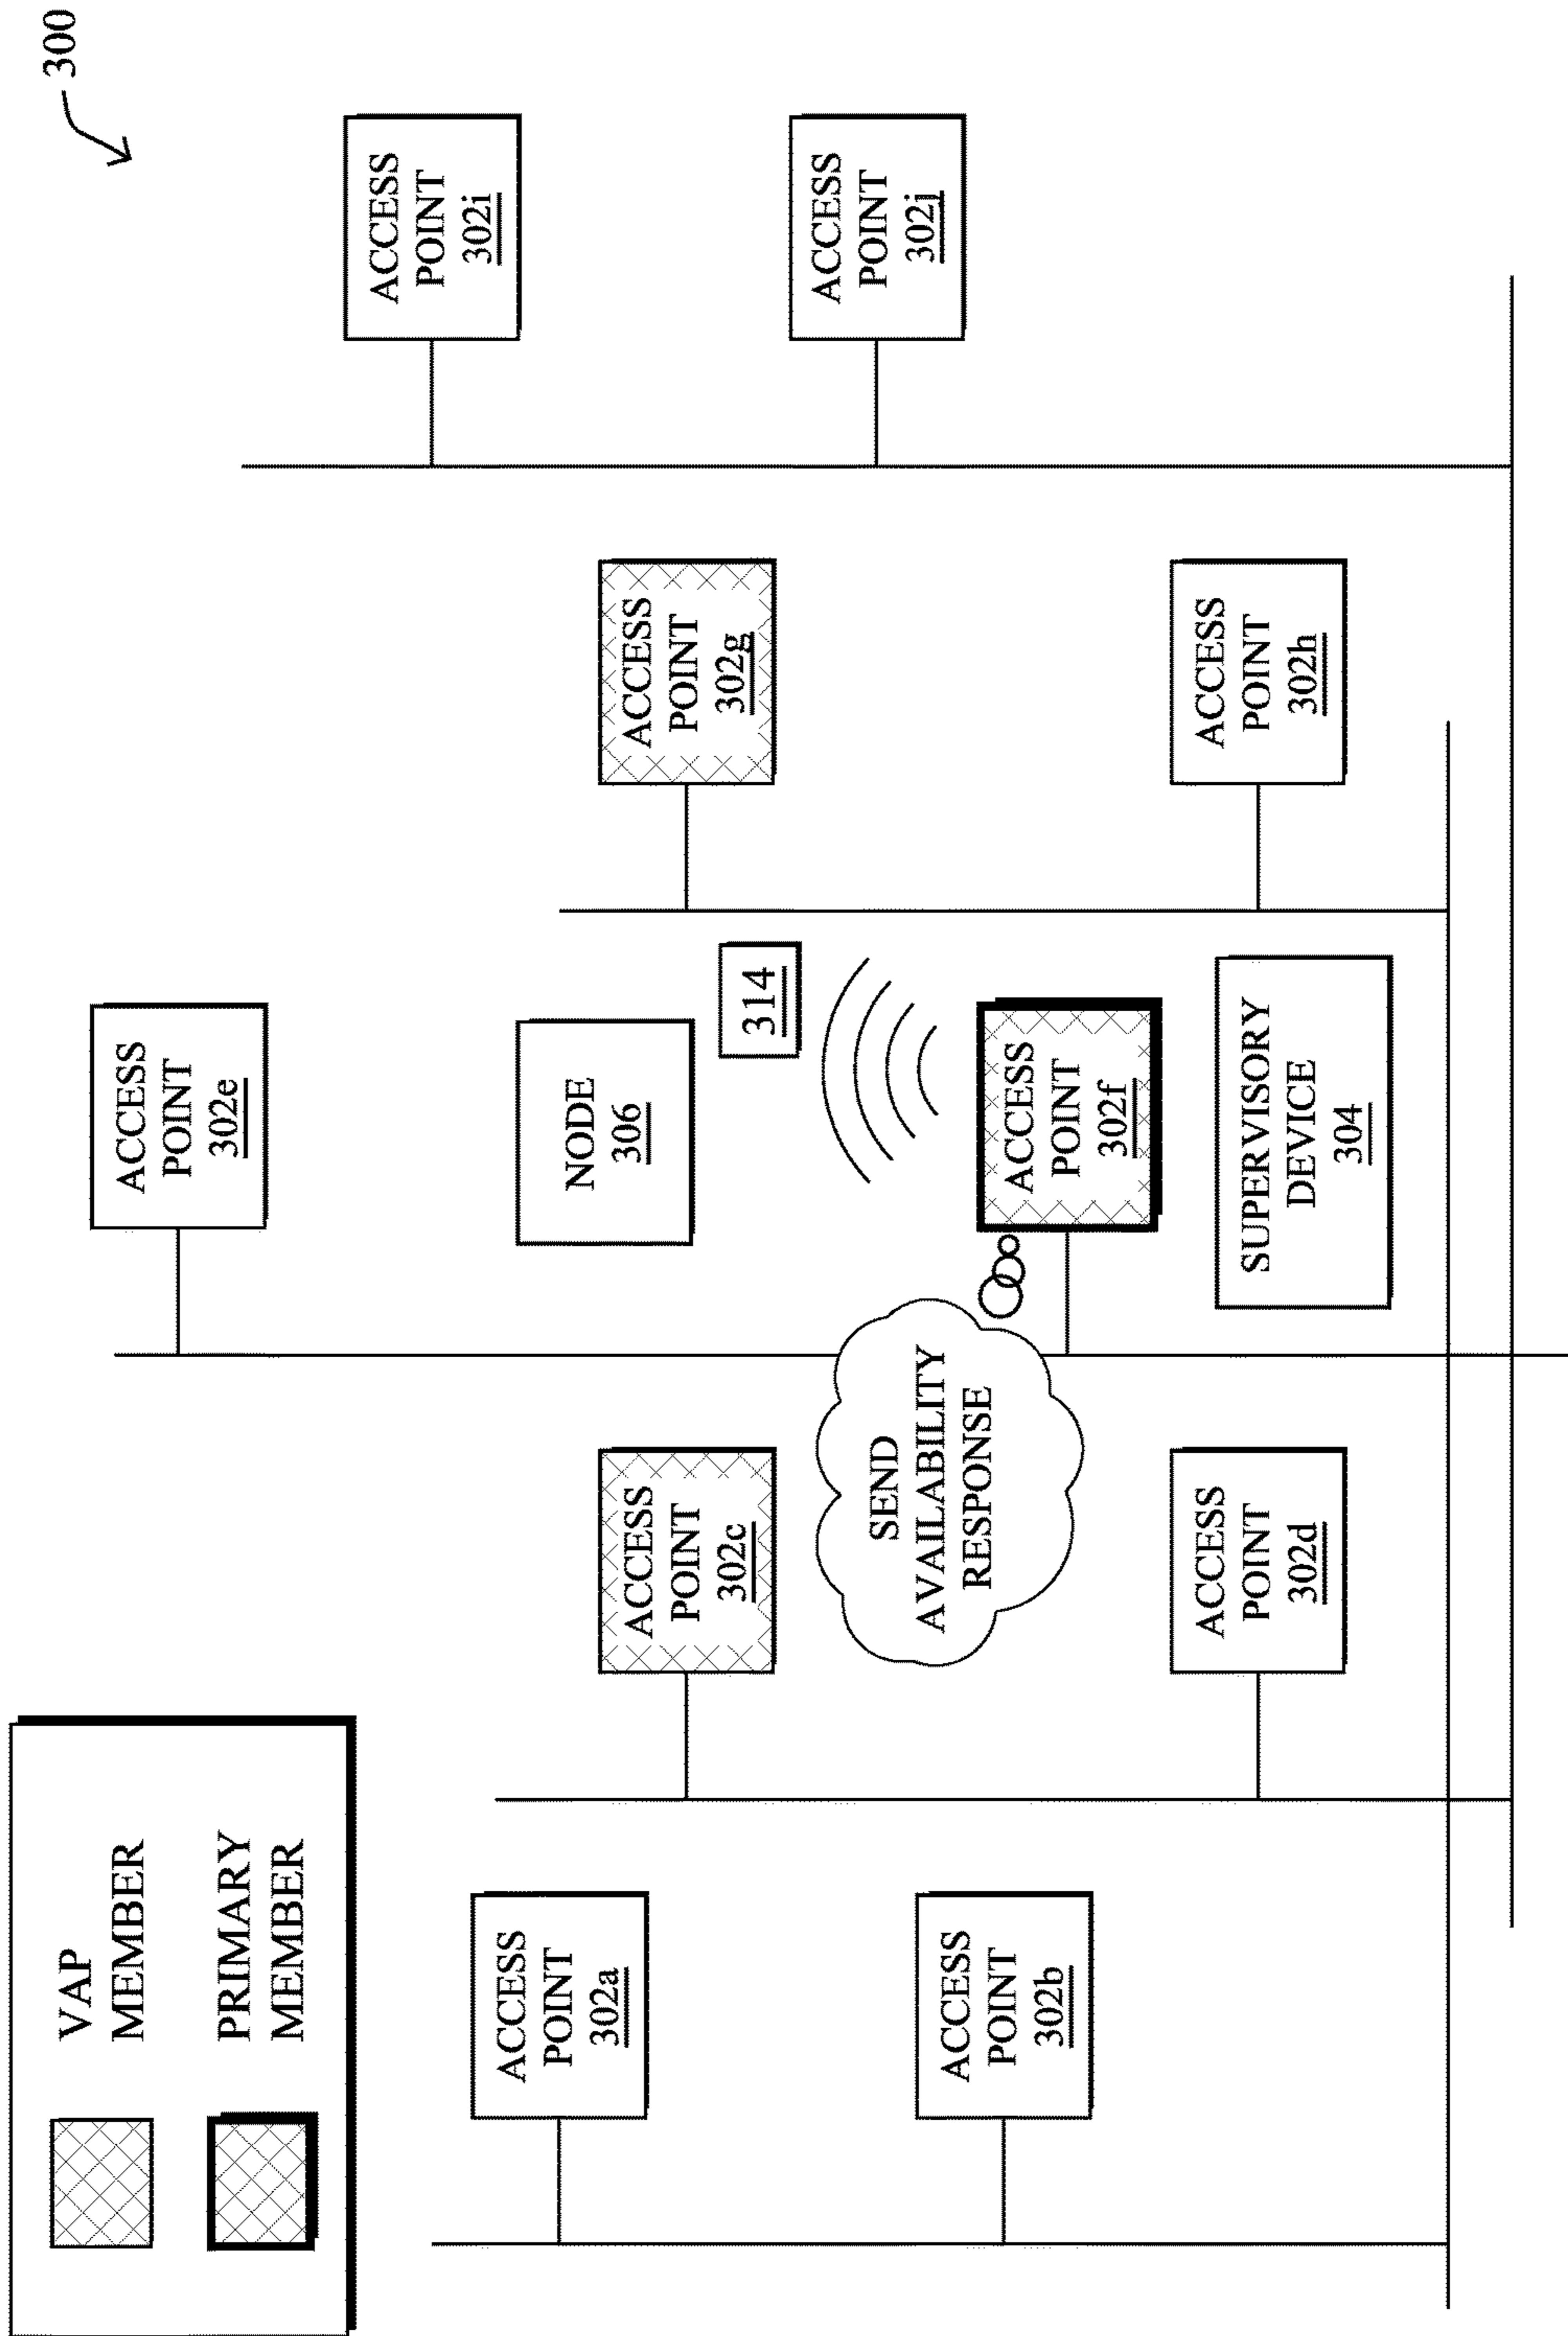 300
VAP
MEMBER
PRIMARY
MEMBER
ACCESS
POINT
302e
ACCESS
POINT
302i
ACCESS
POINT
302a
ACCESS
POINT
302c
NODE
306
ACCESS
POINT
302g
314
ACCESS
POINT
302j
SEND
AVAILABILITY
RESPONSE
ACCESS
POINT
302b
ACCESS
POINT
302f
ACCESS
POINT
302d
SUPERVISORY
DEVICE
304
ACCESS
POINT
302h